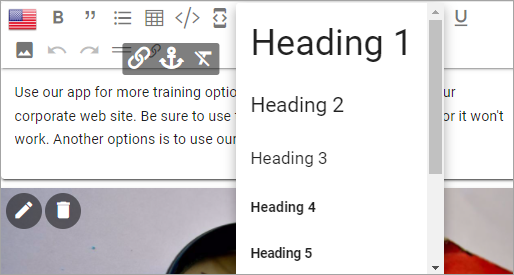 B " </> U
Heading 1
Heading 2
Heading 3
Heading 4
Heading 5
Use our app for more training optio ur
corporate web site. Be sure to use or it won't
work. Another options is to use our